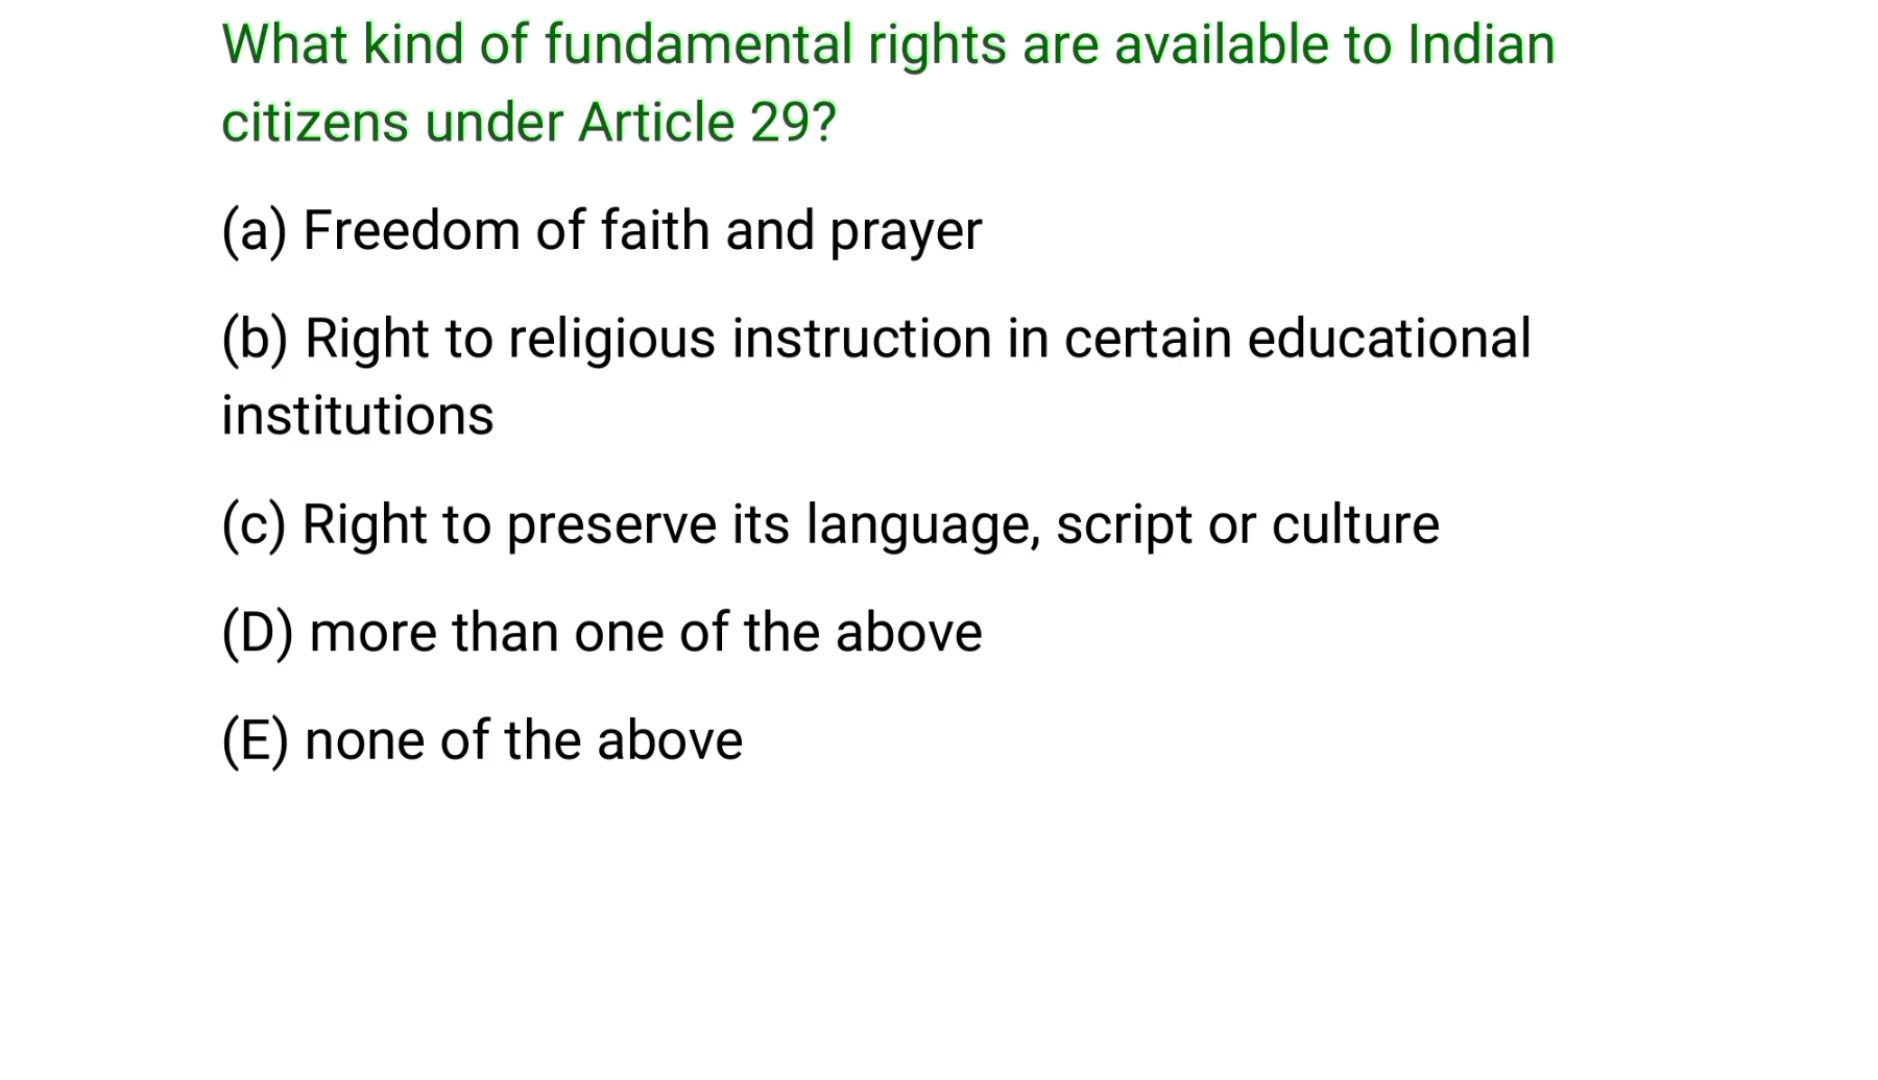 What kind of fundamental rights are available to Indian
citizens under Article 29?
(a) Freedom of faith and prayer
(b) Right to religious instruction in certain educational
institutions
(c) Right to preserve its language, script or culture
(D) more than one of the above
(E) none of the above